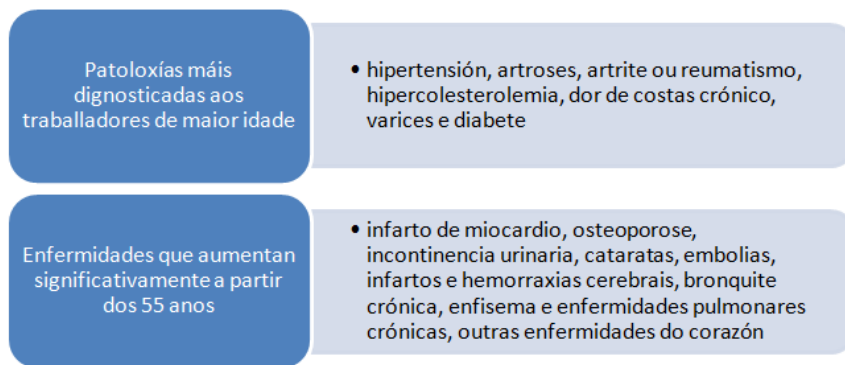 Patoloxías máis
dignosticadas aos
traballadores de maior idade
• hipertensión, artroses, artrite ou reumatismo,
hipercolesterolemia, dor de costas crónico,
varices e diabete
Enfermidades que aumentan
significativamente a partir
dos 55 anos
• infarto de miocardio, osteoporose,
incontinencia urinaria, cataratas, embolias,
infartos e hemorraxias cerebrais, bronquite
crónica, enfisema e enfermidades pulmonares
crónicas, outras enfermidades do corazón